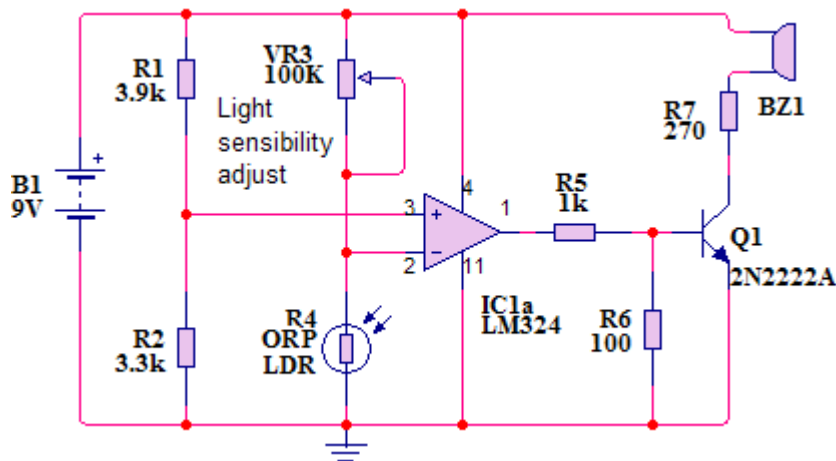 R1
3.9k
VR3
100K
Light
sensibility
adjust
BZ1
R7
270
B1
9V
+
3
+
4
1
2
−
11
R5
1k
Q1
2N2222A
IC1a
LM324
R2
3.3k
R4
ORP
LDR
R6
100